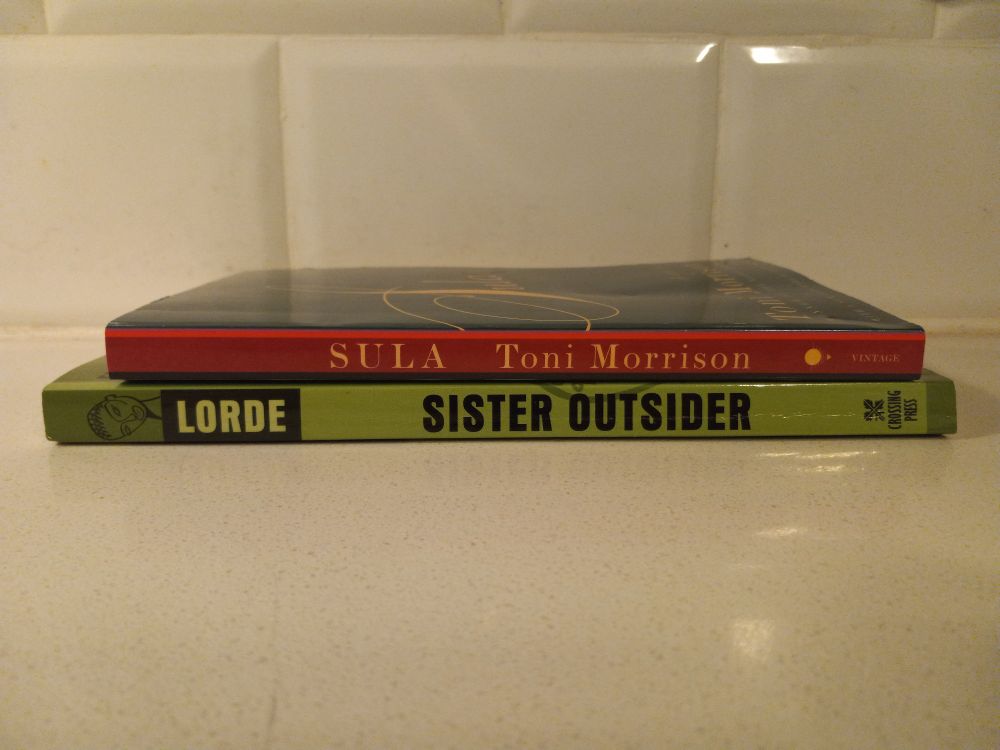 SULA Toni Morrison VINTAGE
LORDE SISTER OUTSIDER CROSSING
PRESS